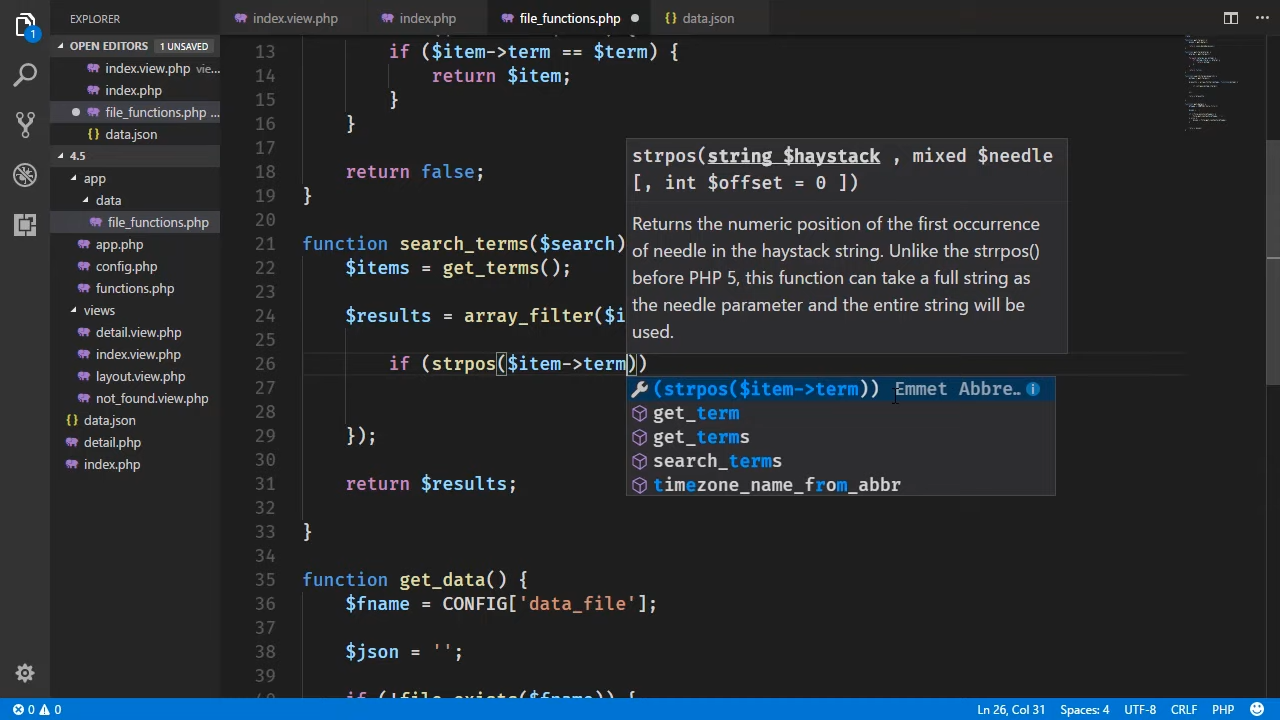 EXPLORER
index.view.php
index.php
file_functions.php
data.json
OPEN EDITORS 1 UNSAVED
index.view.php vie...
index.php
file_functions.php ...
data.json
4.5
app
data
file_functions.php
app.php
config.php
functions.php
views
detail.view.php
index.view.php
layout.view.php
not_found.view.php
data.json
detail.php
index.php
1
13 if ($item->term == $term) {
14 return $item;
15 }
16 }
17
18 return false;
19 }
20
21 function search_terms($search)
22 $items = get_terms();
23
24 $results = array_filter($i
25
26 if (strpos($item->term))
27
28
29 });
30
31 return $results;
32
33 }
34
35 function get_data() {
36 $fname = CONFIG['data_file'];
37
38 $json = '';
39
if (!file_exists($fname)) {
strpos(string $haystack , mixed $needle
[, int $offset = 0 ])
Returns the numeric position of the first occurrence
of needle in the haystack string. Unlike the strrpos()
before PHP 5, this function can take a full string as
the needle parameter and the entire string will be
used.
(strpos($item->term)) Emmet Abbre...
get_term
get_terms
search_terms
timezone_name_from_abbr
0 0
Ln 26, Col 31 Spaces: 4 UTF-8 CRLF PHP